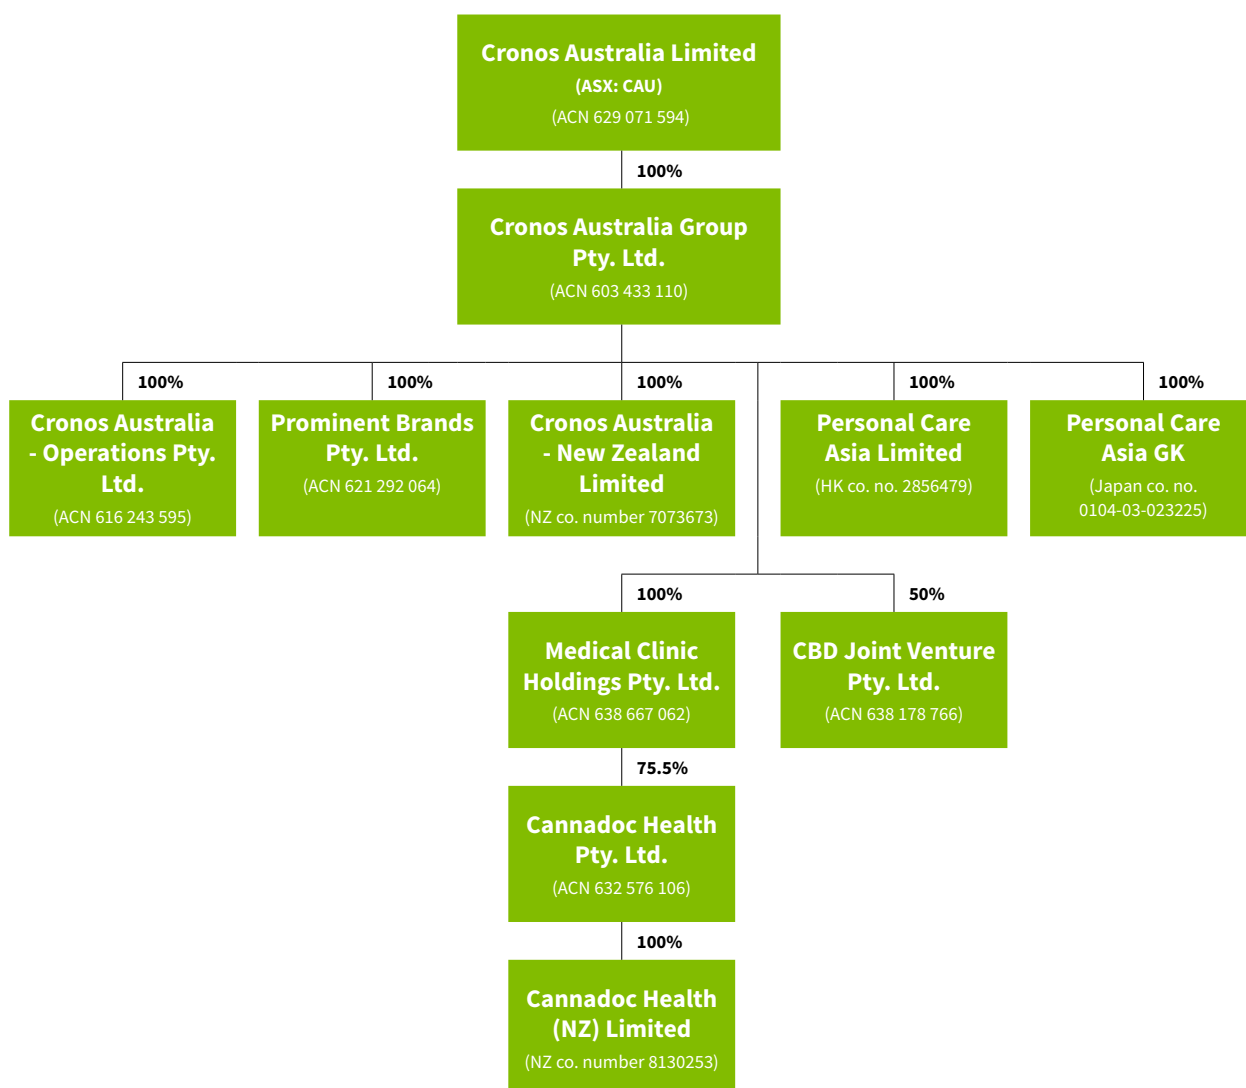 Cronos Australia Limited
(ASX: CAU)
(ACN 629 071 594)
100%
Cronos Australia Group
Pty. Ltd.
(ACN 603 433 110)
100%
Cronos Australia
- Operations Pty.
Ltd.
(ACN 616 243 595)
100%
Prominent Brands
Pty. Ltd.
(ACN 621 292 064)
100%
Cronos Australia
- New Zealand
Limited
(NZ co. number 7073673)
100%
Personal Care
Asia Limited
(HK co. no. 2856479)
100%
Personal Care
Asia GK
(Japan co. no.
0104-03-023225)
100%
Medical Clinic
Holdings Pty. Ltd.
(ACN 638 667 062)
50%
CBD Joint Venture
Pty. Ltd.
(ACN 638 178 766)
75.5%
Cannadoc Health
Pty. Ltd.
(ACN 632 576 106)
100%
Cannadoc Health
(NZ) Limited
(NZ co. number 8130253)